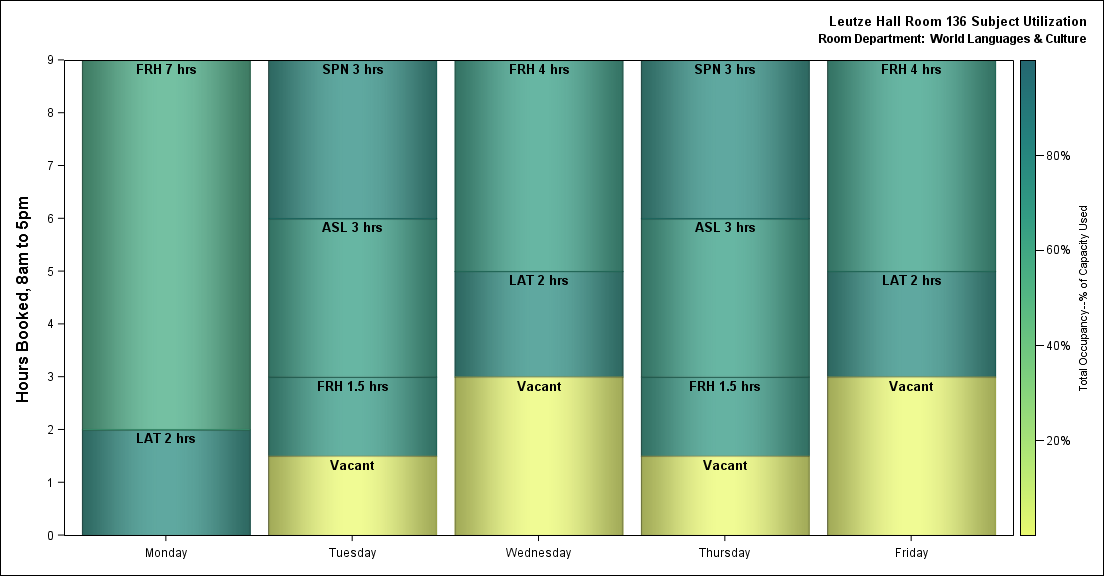 Leutze Hall Room 136 Subject Utilization
Room Department: World Languages & Culture
Hours Booked, 8am to 5pm
9
8
7
6
5
4
3
2
1
0
FRH 7 hrs
LAT 2 hrs
SPN 3 hrs
ASL 3 hrs
FRH 1.5 hrs
Vacant
FRH 4 hrs
LAT 2 hrs
Vacant
SPN 3 hrs
ASL 3 hrs
FRH 1.5 hrs
Vacant
FRH 4 hrs
LAT 2 hrs
Vacant
Monday
Tuesday
Wednesday
Thursday
Friday
80%
60%
40%
20%
Total Occupancy--% of Capacity Used